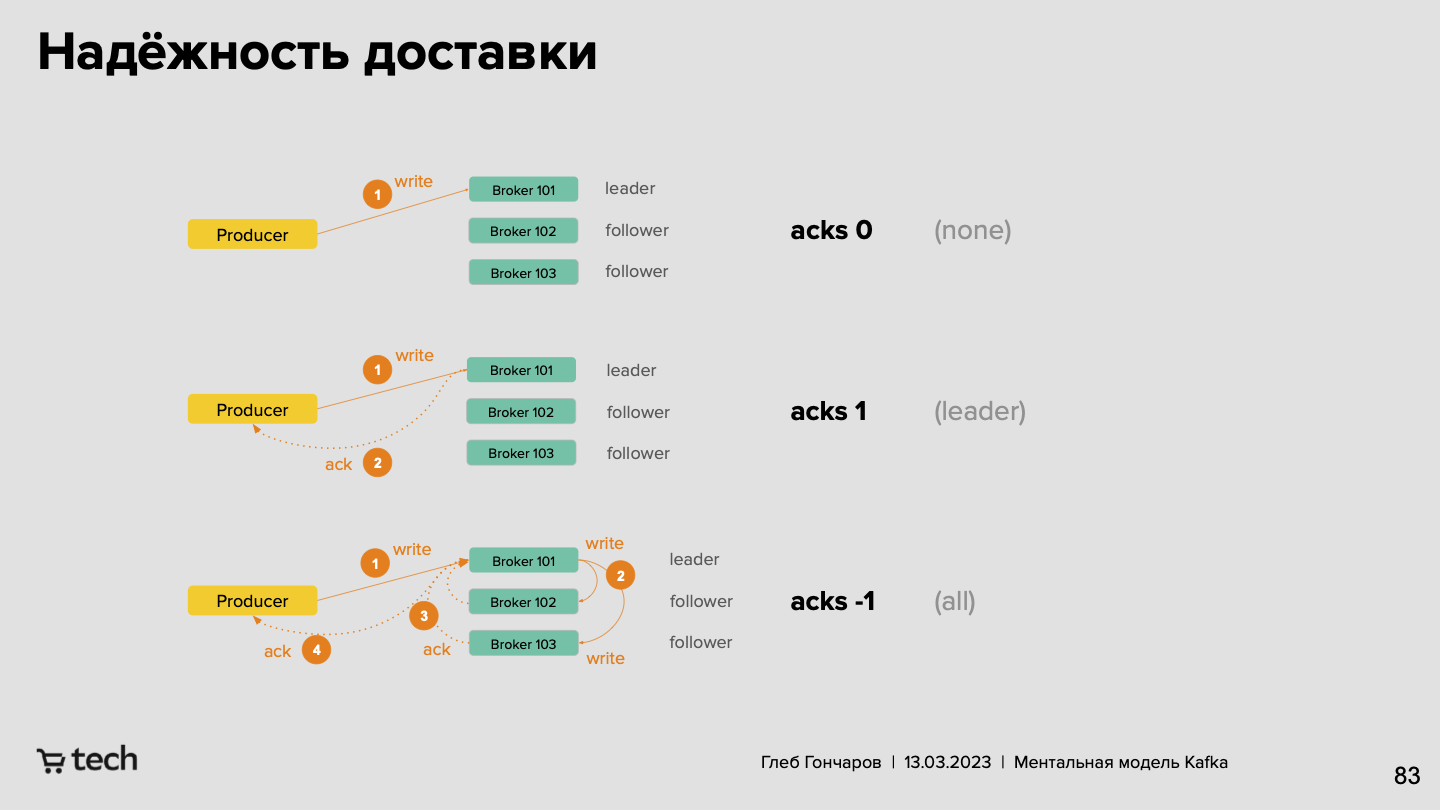 Надёжность доставки
1 write
Producer
Broker 101 leader
Broker 102 follower
Broker 103 follower
acks 0 (none)
1 write
Producer
ack 2
Broker 101 leader
Broker 102 follower
Broker 103 follower
acks 1 (leader)
1 write
Producer
ack 4
3
ack
write
2
write
Broker 101 leader
Broker 102 follower
Broker 103 follower
acks -1 (all)
tech
Глеб Гончаров | 13.03.2023 | Ментальная модель Kafka
83